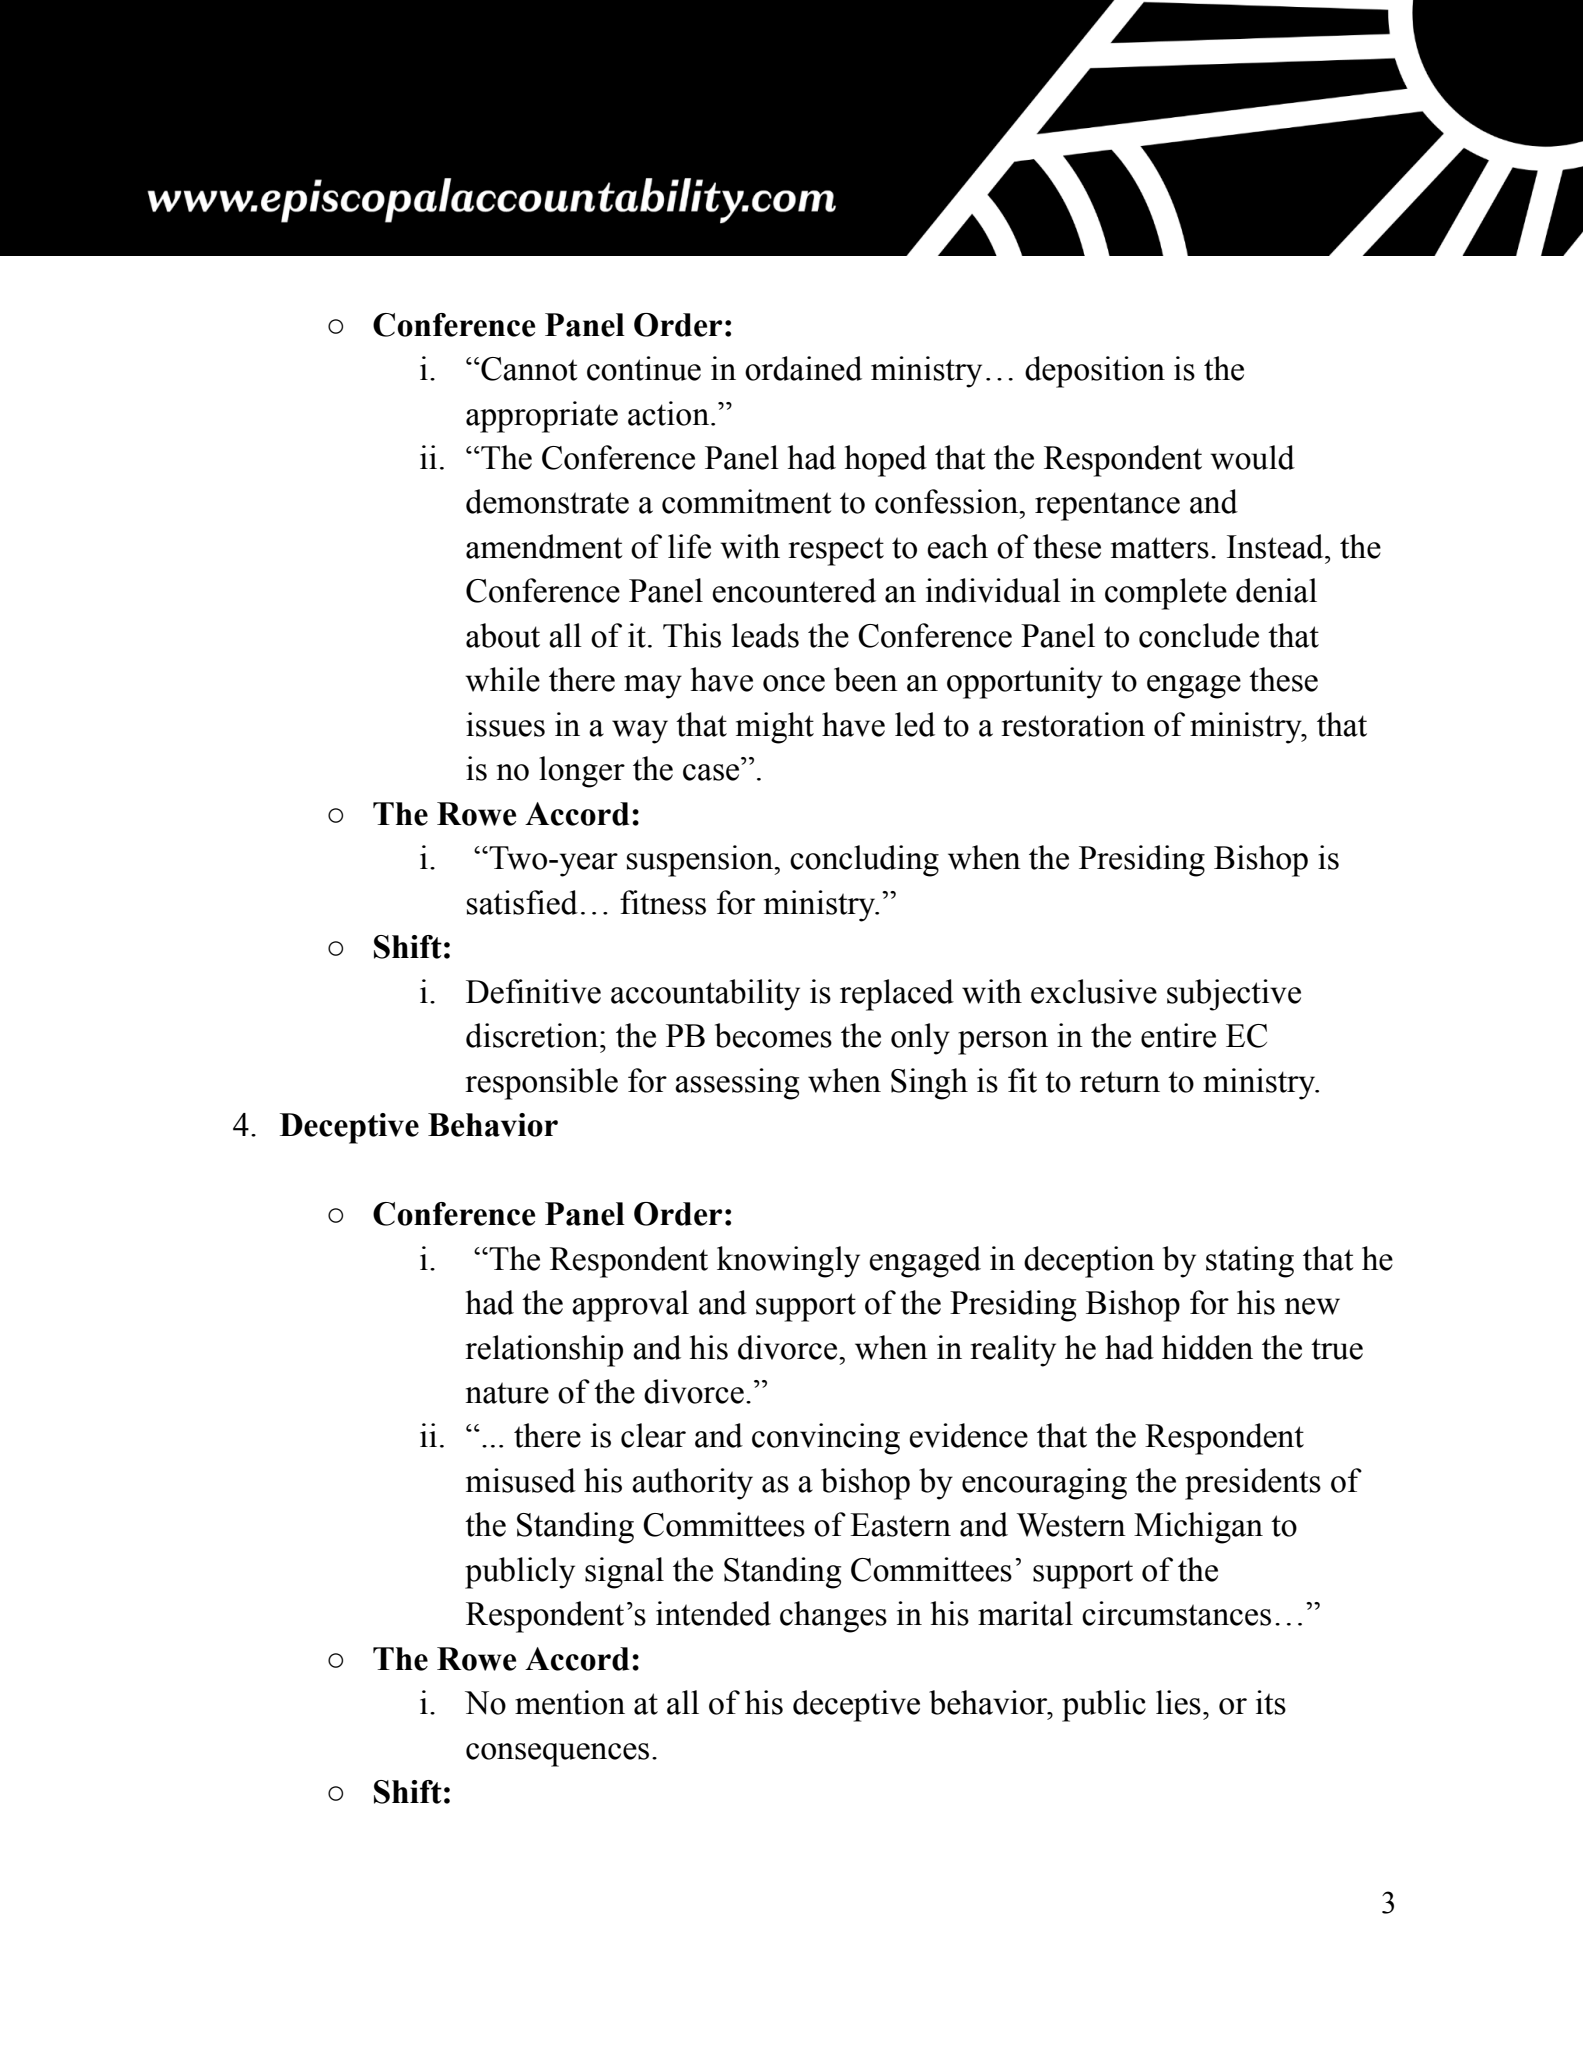 www.episcopalaccountability.com
○ Conference Panel Order:
i. “Cannot continue in ordained ministry… deposition is the
appropriate action.”
ii. “The Conference Panel had hoped that the Respondent would
demonstrate a commitment to confession, repentance and
amendment of life with respect to each of these matters. Instead, the
Conference Panel encountered an individual in complete denial
about all of it. This leads the Conference Panel to conclude that
while there may have once been an opportunity to engage these
issues in a way that might have led to a restoration of ministry, that
is no longer the case”.
○ The Rowe Accord:
i. “Two-year suspension, concluding when the Presiding Bishop is
satisfied… fitness for ministry.”
○ Shift:
i. Definitive accountability is replaced with exclusive subjective
discretion; the PB becomes the only person in the entire EC
responsible for assessing when Singh is fit to return to ministry.
4. Deceptive Behavior
○ Conference Panel Order:
i. “The Respondent knowingly engaged in deception by stating that he
had the approval and support of the Presiding Bishop for his new
relationship and his divorce, when in reality he had hidden the true
nature of the divorce.”
ii. “... there is clear and convincing evidence that the Respondent
misused his authority as a bishop by encouraging the presidents of
the Standing Committees of Eastern and Western Michigan to
publicly signal the Standing Committees’ support of the
Respondent’s intended changes in his marital circumstances…”
○ The Rowe Accord:
i. No mention at all of his deceptive behavior, public lies, or its
consequences.
○ Shift:
3